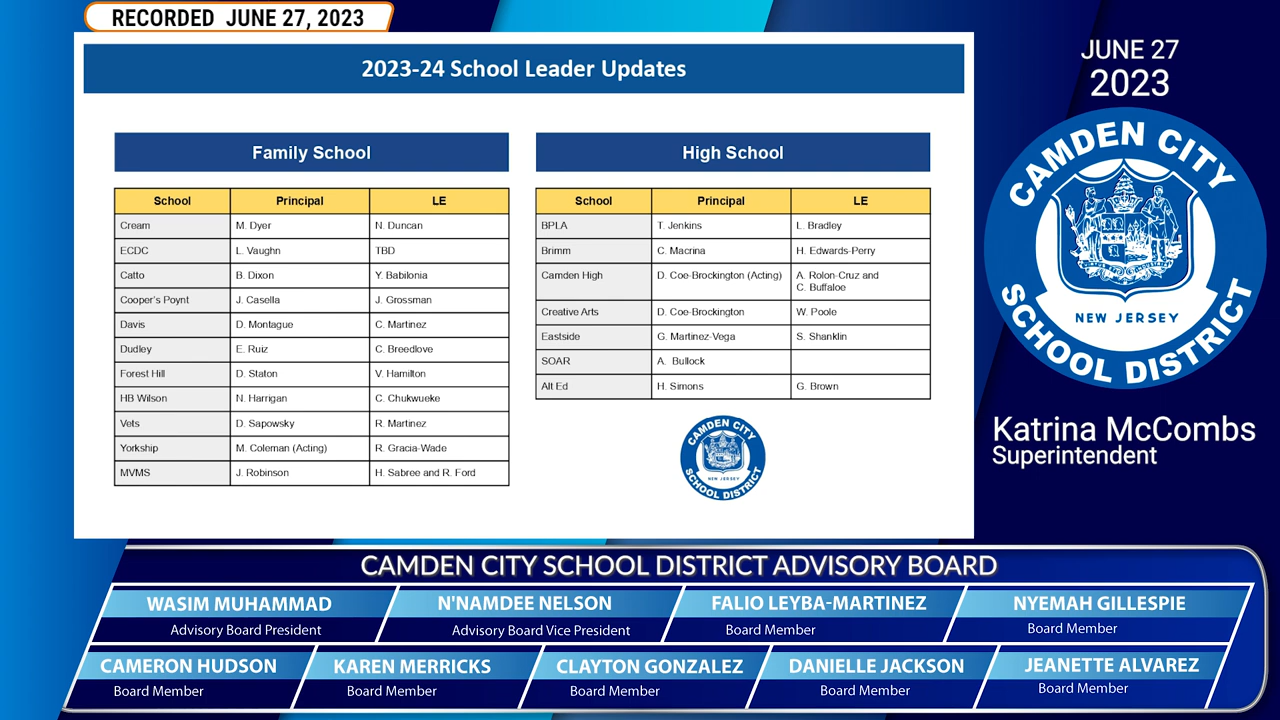 RECORDED JUNE 27, 2023
2023-24 School Leader Updates
Family School
School Principal LE
Cream M. Dyer N. Duncan
ECDC L. Vaughn TBD
Catto B. Dixon Y. Babilonia
Cooper's Poynt J. Casella J. Grossman
Davis D. Montague C. Martinez
Dudley E. Ruiz C. Breedlove
Forest Hill D. Staton V. Hamilton
HB Wilson N. Harrigan C. Chukwueke
Vets D. Sapowsky R. Martinez
Yorkship M. Coleman (Acting) R. Gracia-Wade
MVMS J. Robinson H. Sabree and R. Ford
High School
School Principal LE
BPLA T. Jenkins L. Bradley
Brimm C. Macrina H. Edwards-Perry
Camden High D. Coe-Brockington (Acting) A. Rolon-Cruz and
C. Buffaloe
Creative Arts D. Coe-Brockington W. Poole
Eastside G. Martinez-Vega S. Shanklin
SOAR A. Bullock
Alt Ed H. Simons G. Brown
CAMDEN CITY
NEW JERSEY
SCHOOL DISTRICT
JUNE 27
2023
CAMDEN CITY
NEW JERSEY
SCHOOL DISTRICT
Katrina McCombs
Superintendent
CAMDEN CITY SCHOOL DISTRICT ADVISORY BOARD
WASIM MUHAMMAD N'NAMDEE NELSON FALIO LEYBA-MARTINEZ NYEMAH GILLESPIE
Advisory Board President Advisory Board Vice President Board Member Board Member
CAMERON HUDSON KAREN MERRICKS CLAYTON GONZALEZ DANIELLE JACKSON JEANETTE ALVAREZ
Board Member Board Member Board Member Board Member Board Member